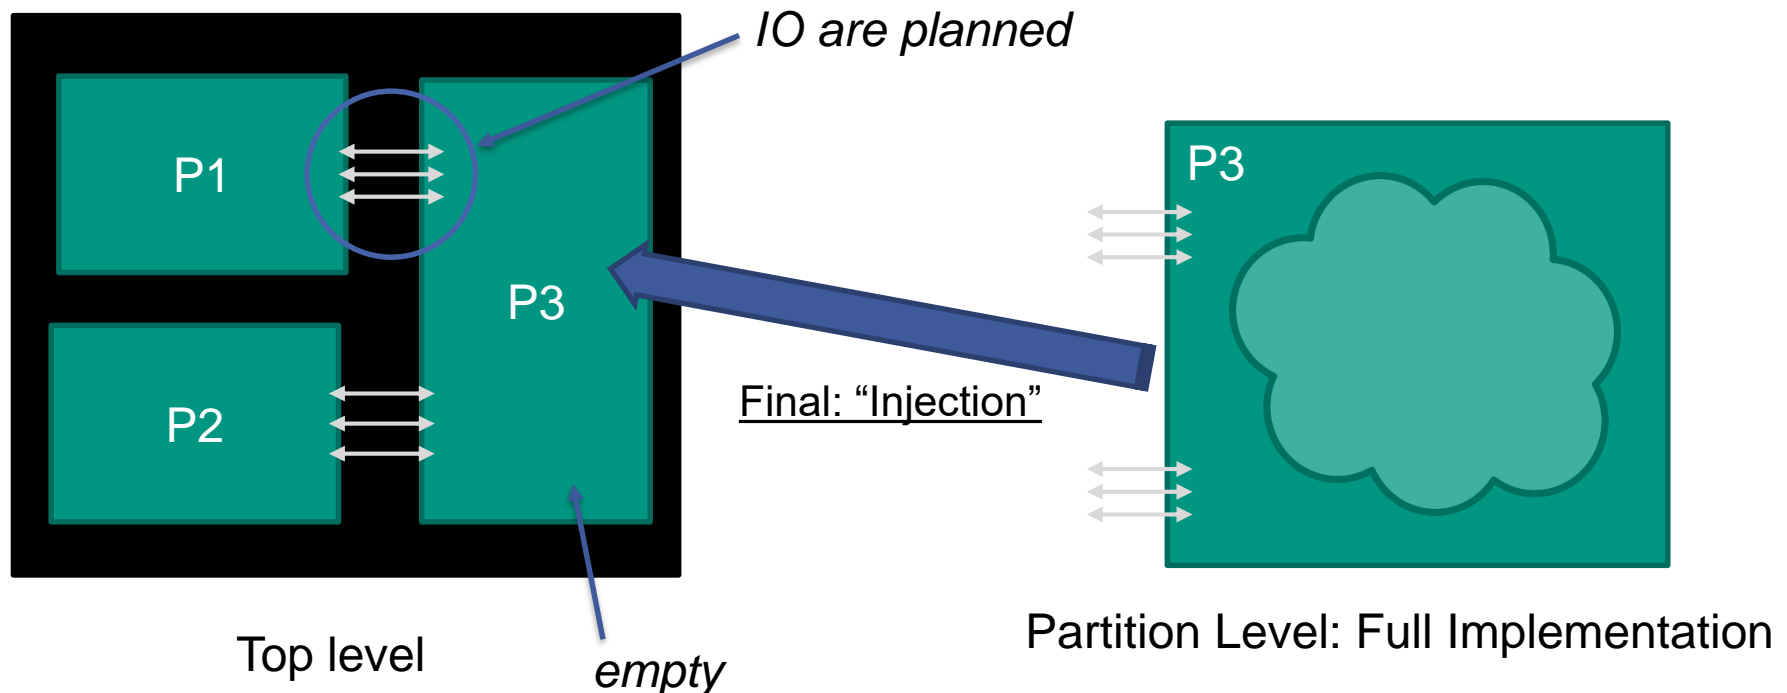 IO are planned
P1
P3
P2
Final: “Injection”
P3
Top level
empty
Partition Level: Full Implementation